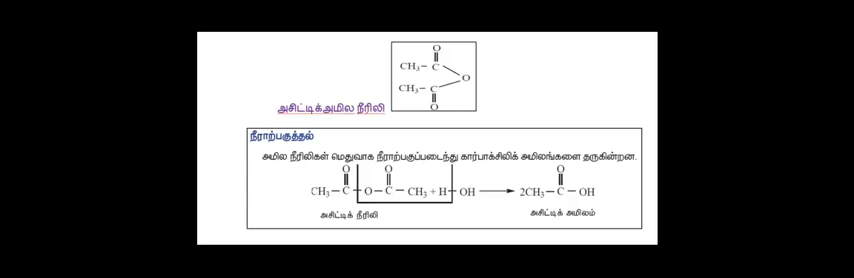 O
CH₃– C
O
CH₃– C
O
அசிட்டிக்அமில நீரிலி
நீராற்பகுத்தல்
அமில நீரிலிகள் மெதுவாக நீராற்பகுப்படைந்து கார்பாக்சிலிக் அமிலங்களை தருகின்றன.
O O O
CH₃– C – O – C – CH₃ + H – OH ⟶ 2CH₃– C – OH
அசிட்டிக் நீரிலி அசிட்டிக் அமிலம்